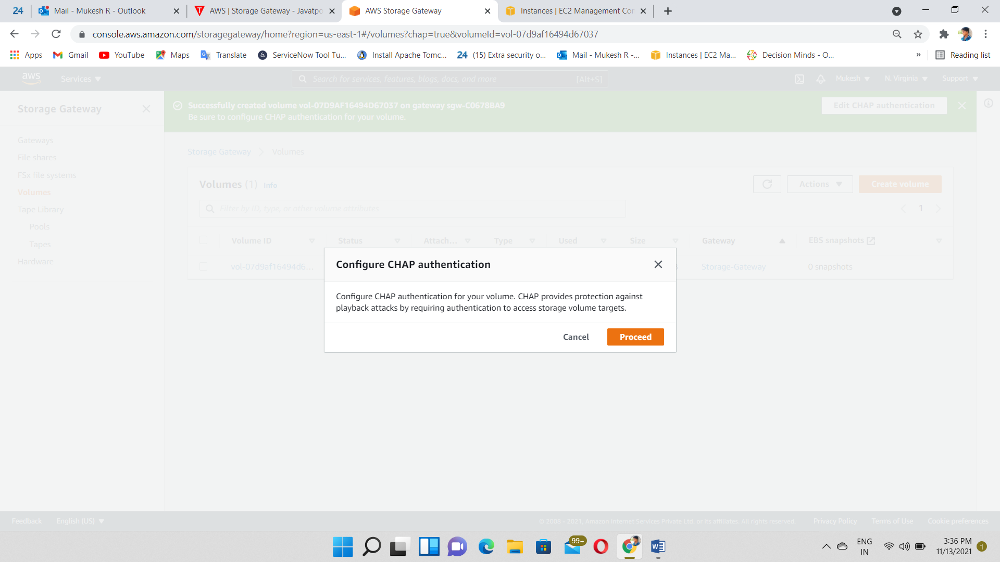 24
Mail - Mukesh R - Outlook
AWS | Storage Gateway - Javatpo
AWS Storage Gateway
Instances | EC2 Management Con
console.aws.amazon.com/storagegateway/home?region=us-east-1#/volumes?chap=true&volumeId=vol-07d9af16494d67037
Apps
Gmail
YouTube
Maps
Translate
ServiceNow Tool Tu...
Install Apache Tomc...
24 (15) Extra security o...
Mail - Mukesh R -...
Instances | EC2 Ma...
Decision Minds - O...
»
Reading list
aws
Services
Search for services, features, blogs, docs, and more
[Alt+S]
Mukesh
N. Virginia
Support
Storage Gateway
Gateways
File shares
FSx file systems
Volumes
Tape Library
Pools
Tapes
Hardware
Successfully created volume vol-07D9AF16494D67037 on gateway sgw-C0678BA9
Be sure to configure CHAP authentication for your volume.
Edit CHAP authentication
Storage Gateway > Volumes
Volumes (1) Info
Actions
Create volume
Filter by ID, type, or other volume attributes
1
Volume ID
Status
Attach...
Type
Used
Size
Gateway
EBS snapshots
vol-07d9af16494d6...
Storage-Gateway
0 snapshots
Configure CHAP authentication
Configure CHAP authentication for your volume. CHAP provides protection against
playback attacks by requiring authentication to access storage volume targets.
Cancel
Proceed
Feedback
English (US)
© 2008 - 2021, Amazon Internet Services Private Ltd. or its affiliates. All rights reserved.
Privacy Policy
Terms of Use
Cookie preferences
99+
ENG
IN
3:36 PM
11/13/2021
1